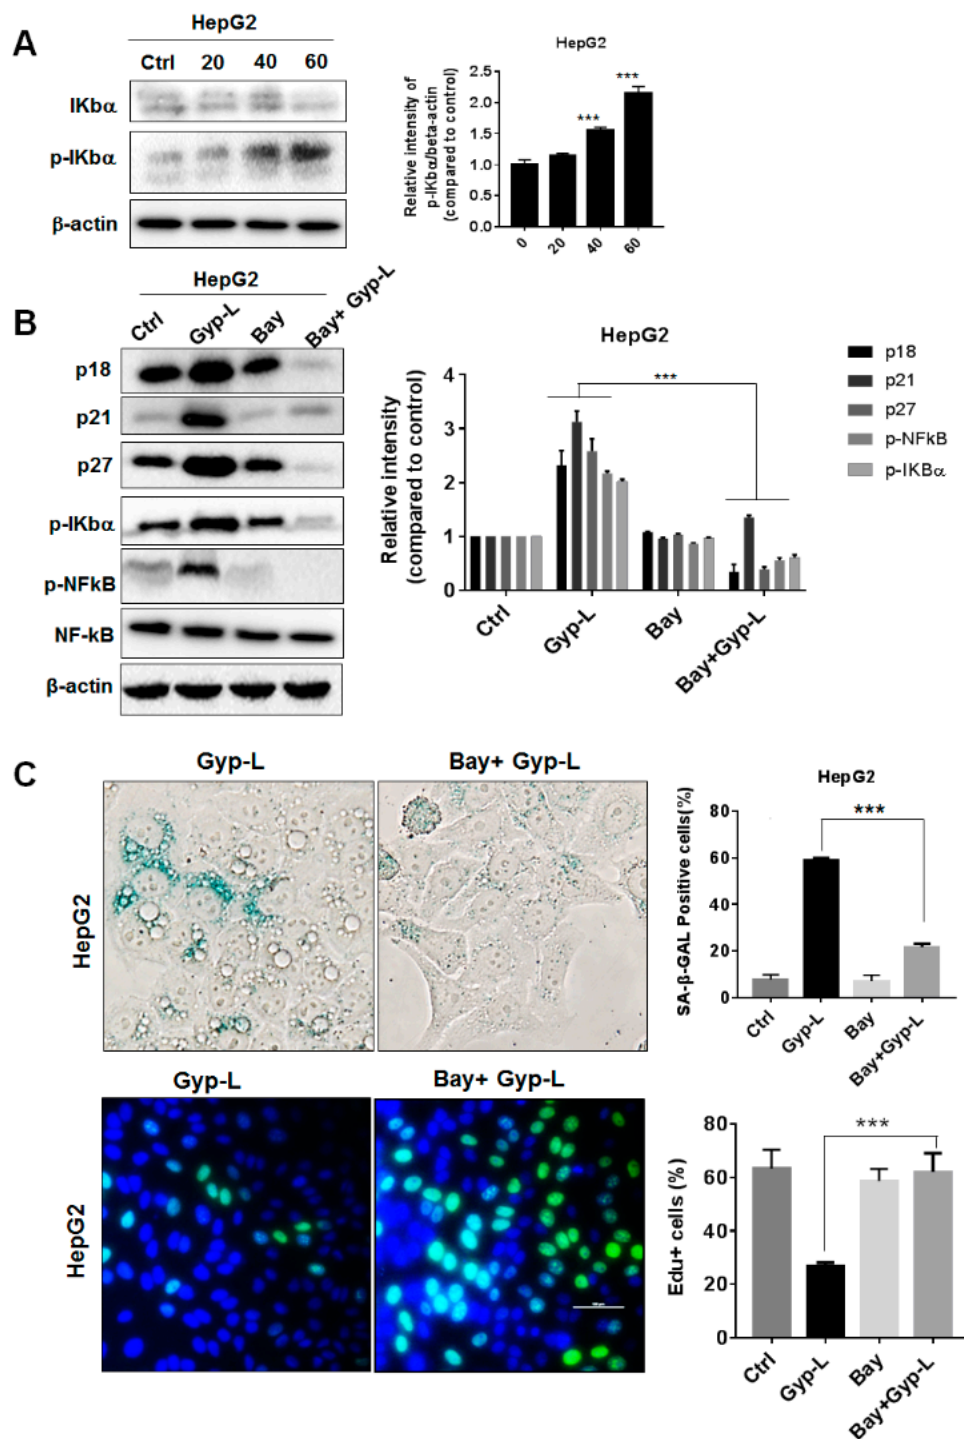 A
HepG2
Ctrl 20 40 60
IKbα
p-IKbα
β-actin
HepG2
Relative intensity of
p-IKbα/beta-actin
(compared to control)
2.5
2.0
1.5
1.0
0.5
0.0
***
***
0 20 40 60
B
HepG2
Ctrl Gyp-L Bay Bay+ Gyp-L
p18
p21
p27
p-IKbα
p-NFkB
NF-kB
β-actin
HepG2
Relative intensity
(compared to control)
4
3
2
1
0
***
Ctrl Gyp-L Bay Bay+Gyp-L
p18
p21
p27
p-NFkB
p-IKBα
C
Gyp-L Bay+ Gyp-L
HepG2
HepG2
SA-β-GAL Positive cells(%)
80
60
40
20
0
***
Ctrl Gyp-L Bay Bay+Gyp-L
Gyp-L Bay+ Gyp-L
HepG2
Edu+ cells (%)
80
60
40
20
0
***
Ctrl Gyp-L Bay Bay+Gyp-L